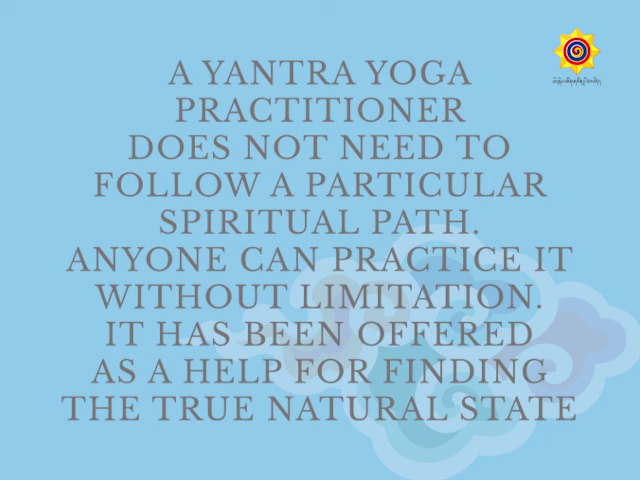 A YANTRA YOGA
PRACTITIONER
DOES NOT NEED TO
FOLLOW A PARTICULAR
SPIRITUAL PATH.
ANYONE CAN PRACTICE IT
WITHOUT LIMITATION.
IT HAS BEEN OFFERED
AS A HELP FOR FINDING
THE TRUE NATURAL STATE